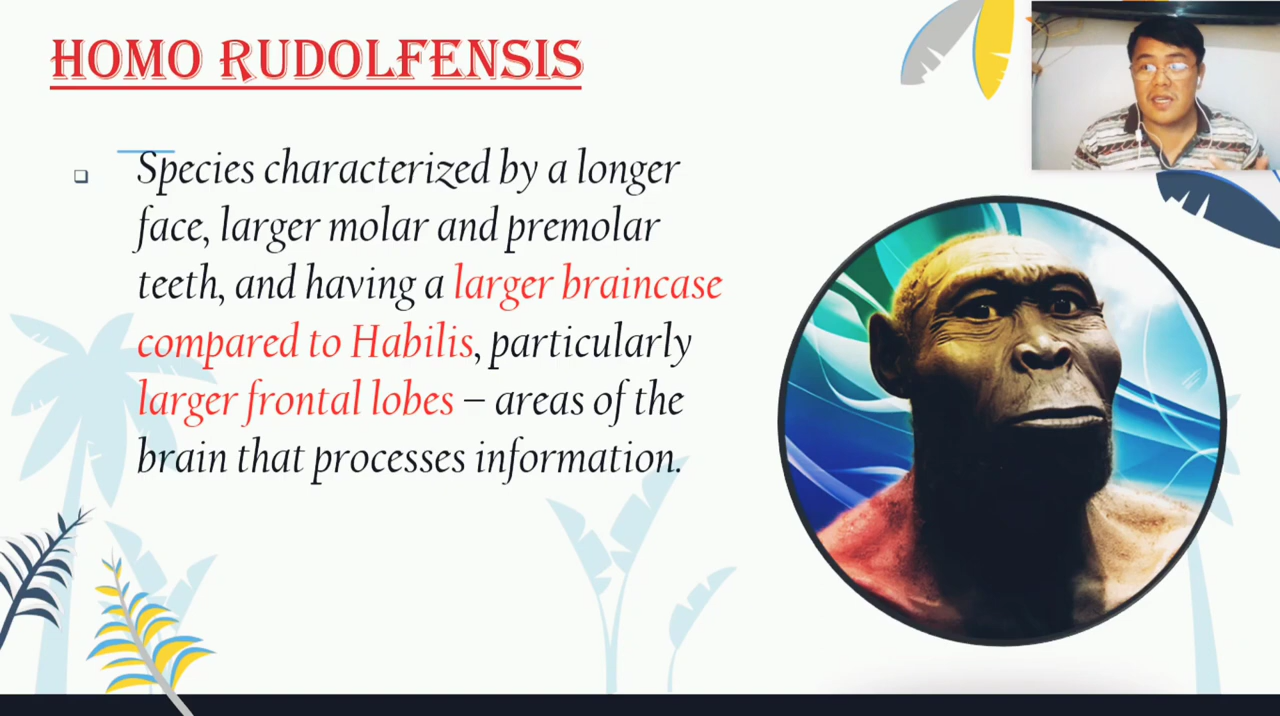 HOMO RUDOLFENSIS
Species characterized by a longer
face, larger molar and premolar
teeth, and having a larger braincase
compared to Habilis, particularly
larger frontal lobes – areas of the
brain that processes information.